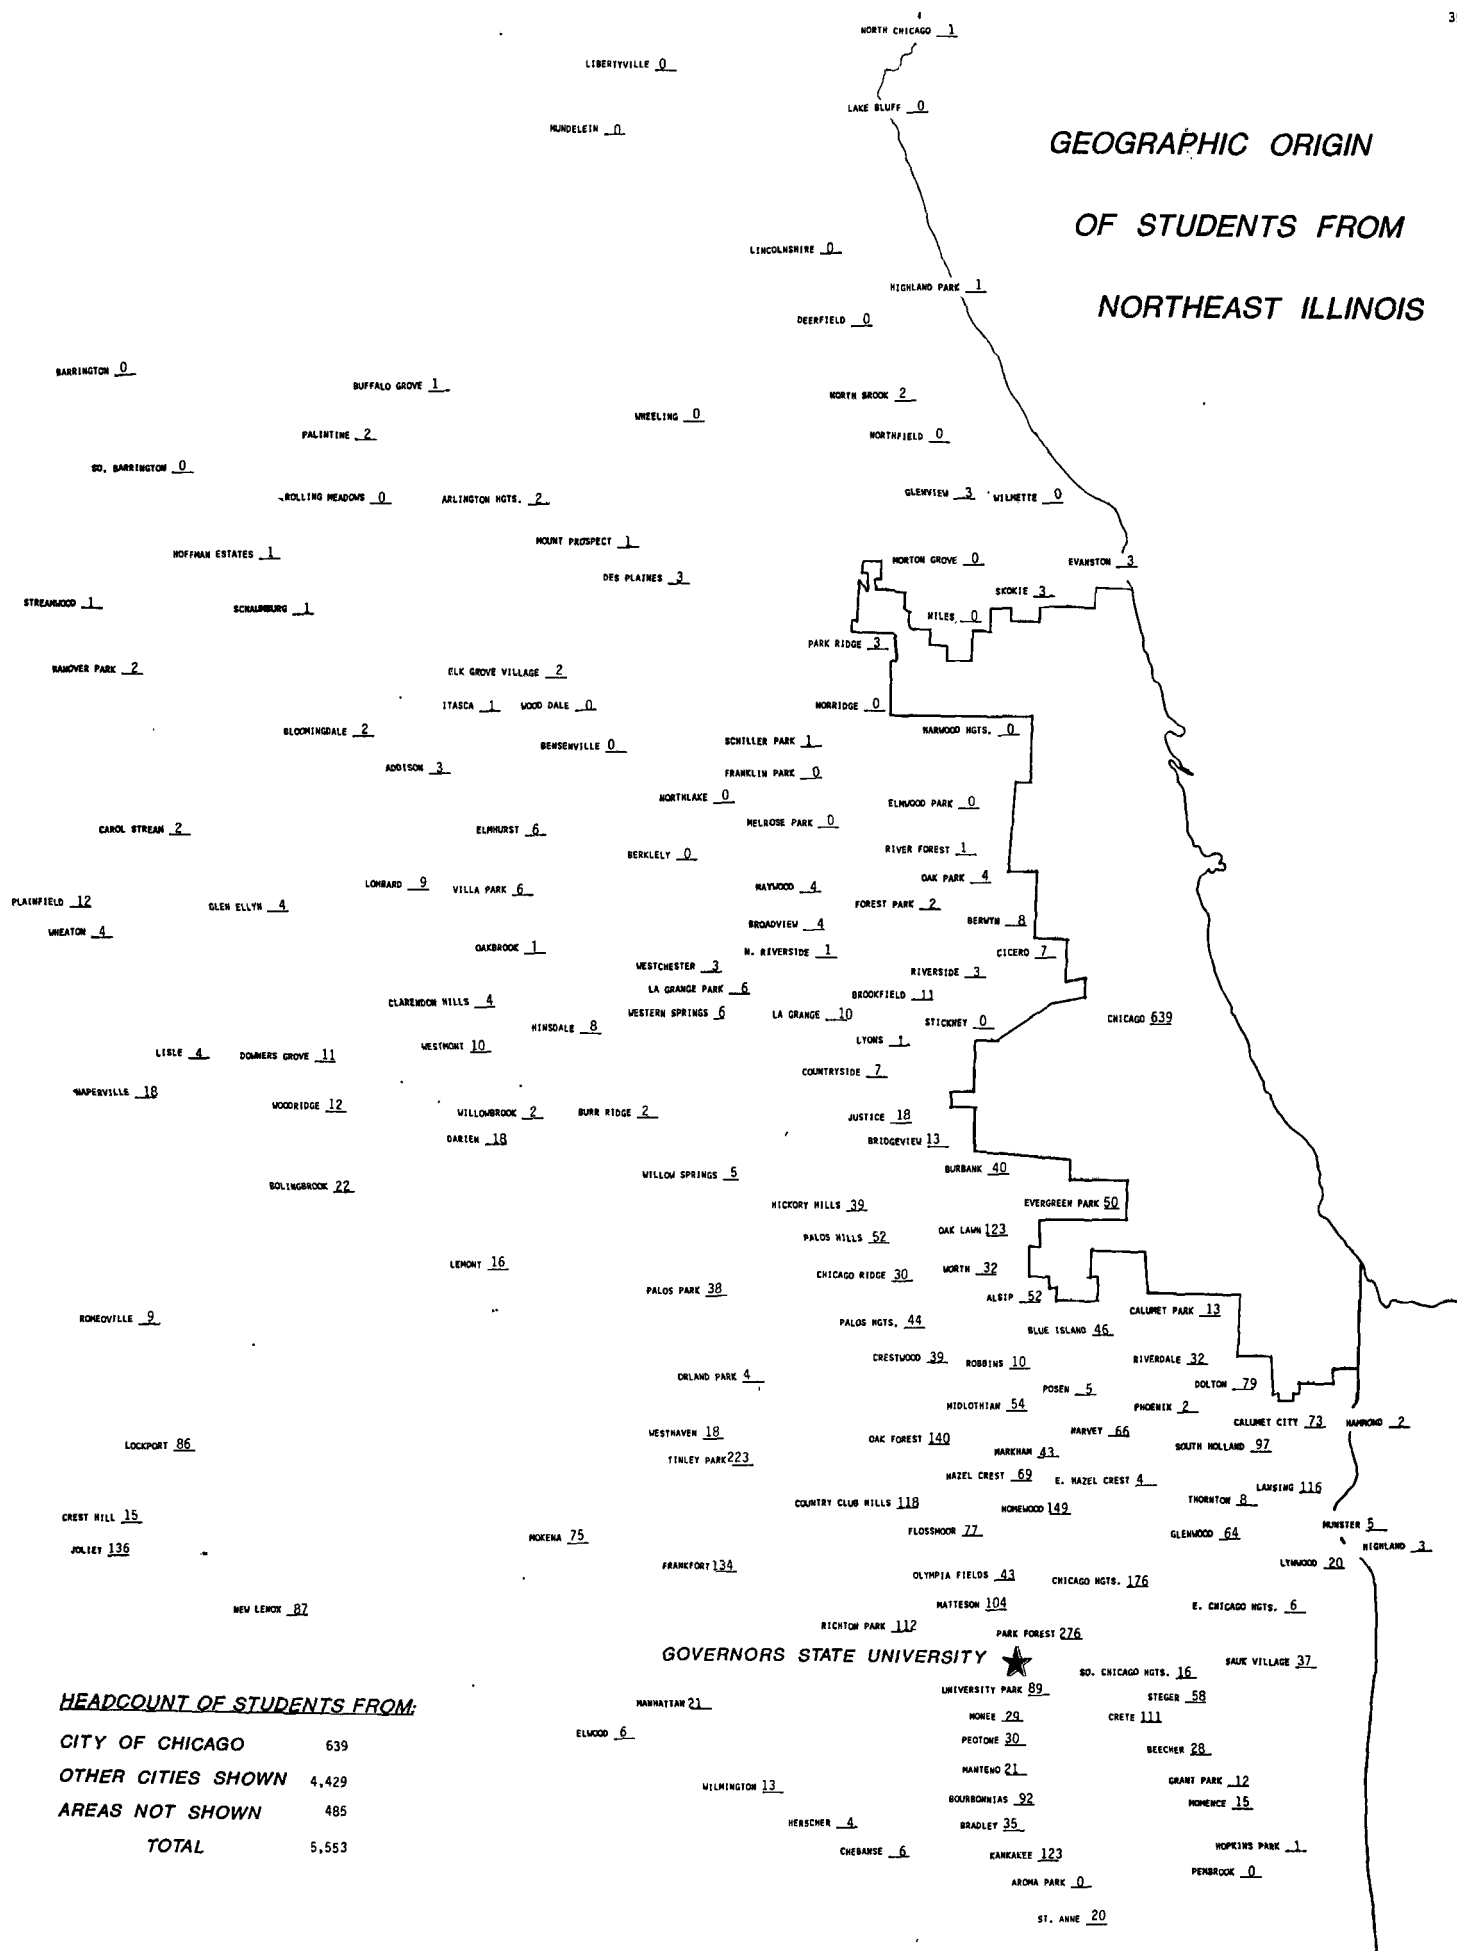 3
NORTH CHICAGO 1
LIBERTYVILLE 0
LAKE BLUFF 0
MUNDELEIN 0
GEOGRAPHIC ORIGIN
OF STUDENTS FROM
NORTHEAST ILLINOIS
LINCOLNSHIRE 0
HIGHLAND PARK 1
DEERFIELD 0
BARRINGTON 0
BUFFALO GROVE 1
NORTH BROOK 2
WHEELING 0
PALINTINE 2
NORTHFIELD 0
SO. BARRINGTON 0
ROLLING MEADOWS 0
ARLINGTON HGTS. 2
GLENVIEW 3
WILMETTE 0
HOFFMAN ESTATES 1
MOUNT PROSPECT 1
MORTON GROVE 0
EVANSTON 3
DES PLAINES 3
SKOKIE 3
STREAMWOOD 1
SCHAUMBURG 1
NILES 0
PARK RIDGE 3
HANOVER PARK 2
ELK GROVE VILLAGE 2
ITASCA 1
WOOD DALE 0
NORRIDGE 0
BLOOMINGDALE 2
BENSENVILLE 0
SCHILLER PARK 1
HARWOOD HGTS. 0
ADDISON 3
FRANKLIN PARK 0
NORTHLAKE 0
ELMWOOD PARK 0
CAROL STREAM 2
ELMHURST 6
MELROSE PARK 0
BERKLELY 0
RIVER FOREST 1
LOMBARD 9
VILLA PARK 6
MAYWOOD 4
OAK PARK 4
PLAINFIELD 12
GLEN ELLYN 4
FOREST PARK 2
WHEATON 4
BROADVIEW 4
BERWYN 8
OAKBROOK 1
N. RIVERSIDE 1
CICERO 7
WESTCHESTER 3
RIVERSIDE 3
LA GRANGE PARK 6
BROOKFIELD 11
CLARENDON HILLS 4
WESTERN SPRINGS 6
LA GRANGE 10
STICKNEY 0
CHICAGO 639
HINSDALE 8
LYONS 1
LISLE 4
DOWNERS GROVE 11
WESTMONT 10
COUNTRYSIDE 7
NAPERVILLE 18
WOODRIDGE 12
WILLOWBROOK 2
BURR RIDGE 2
JUSTICE 18
DARIEN 18
BRIDGEVIEW 13
WILLOW SPRINGS 5
BURBANK 40
BOLINGBROOK 22
HICKORY HILLS 39
EVERGREEN PARK 50
PALOS HILLS 52
OAK LAWN 123
LEMONT 16
CHICAGO RIDGE 30
WORTH 32
PALOS PARK 38
ALSIP 52
ROMEOVILLE 9
PALOS HGTS. 44
CALUMET PARK 13
BLUE ISLAND 46
CRESTWOOD 39
ROBBINS 10
RIVERDALE 32
ORLAND PARK 4
POSEN 5
DOLTON 79
MIDLOTHIAN 54
PHOENIX 2
CALUMET CITY 73
HAMMOND 2
LOCKPORT 86
WESTHAVEN 18
OAK FOREST 140
HARVEY 66
TINLEY PARK 223
MARKHAM 43
SOUTH HOLLAND 97
HAZEL CREST 69
E. HAZEL CREST 4
LANSING 116
COUNTRY CLUB HILLS 118
HOMEWOOD 149
THORNTON 8
CREST HILL 15
MOKENA 75
FLOSSMOOR 77
GLENWOOD 64
MUNSTER 5
JOLIET 136
HIGHLAND 3
FRANKFORT 134
LYNWOOD 20
OLYMPIA FIELDS 43
CHICAGO HGTS. 176
NEW LENOX 87
MATTESON 104
E. CHICAGO HGTS. 6
RICHTON PARK 112
PARK FOREST 276
GOVERNORS STATE UNIVERSITY
SO. CHICAGO HGTS. 16
SAUK VILLAGE 37
UNIVERSITY PARK 89
HEADCOUNT OF STUDENTS FROM:
MANHATTAN 21
STEGER 58
MONEE 29
CRETE 111
ELWOOD 6
CITY OF CHICAGO 639
PEOTONE 30
BEECHER 28
OTHER CITIES SHOWN 4,429
MANTENO 21
GRANT PARK 12
WILMINGTON 13
BOURBONNIAS 92
MOMENCE 15
AREAS NOT SHOWN 485
HERSCHER 4
BRADLEY 35
TOTAL 5,553
CHEBANSE 6
KANKAKEE 123
HOPKINS PARK 1
PEMBROOK 0
AROMA PARK 0
ST. ANNE 20